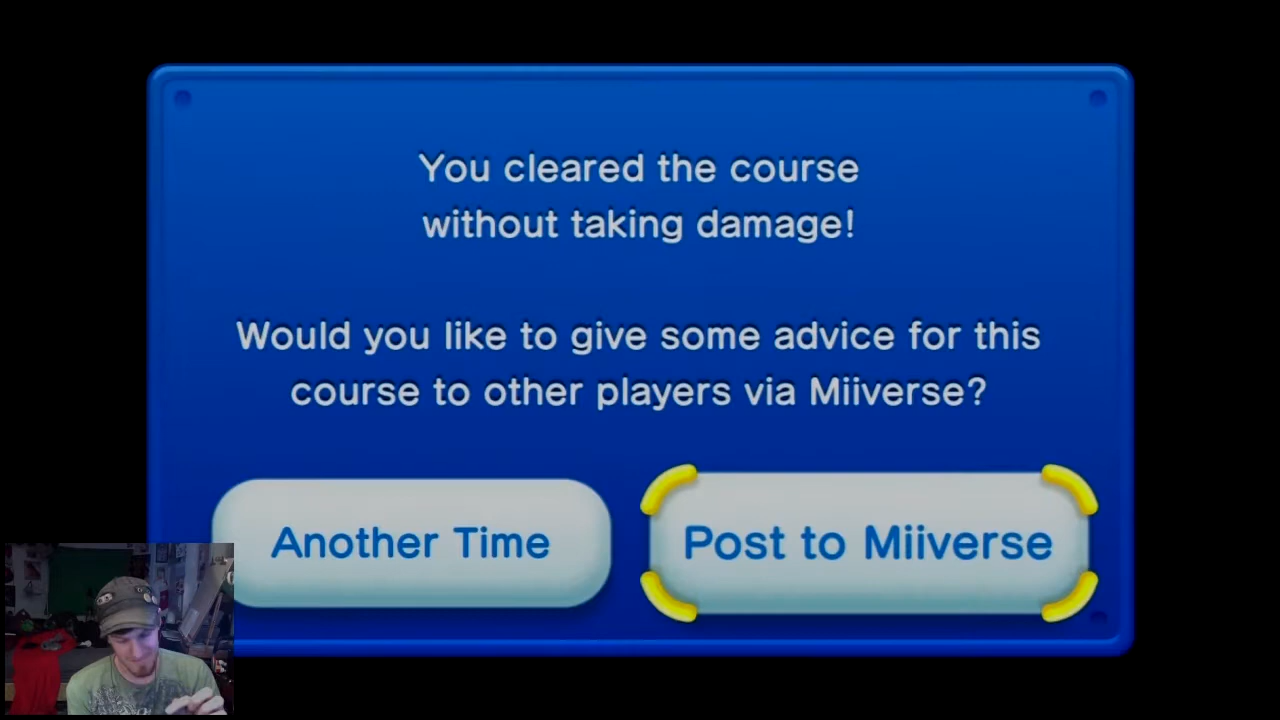 You cleared the course
without taking damage!
Would you like to give some advice for this
course to other players via Miiverse?
Another Time
Post to Miiverse